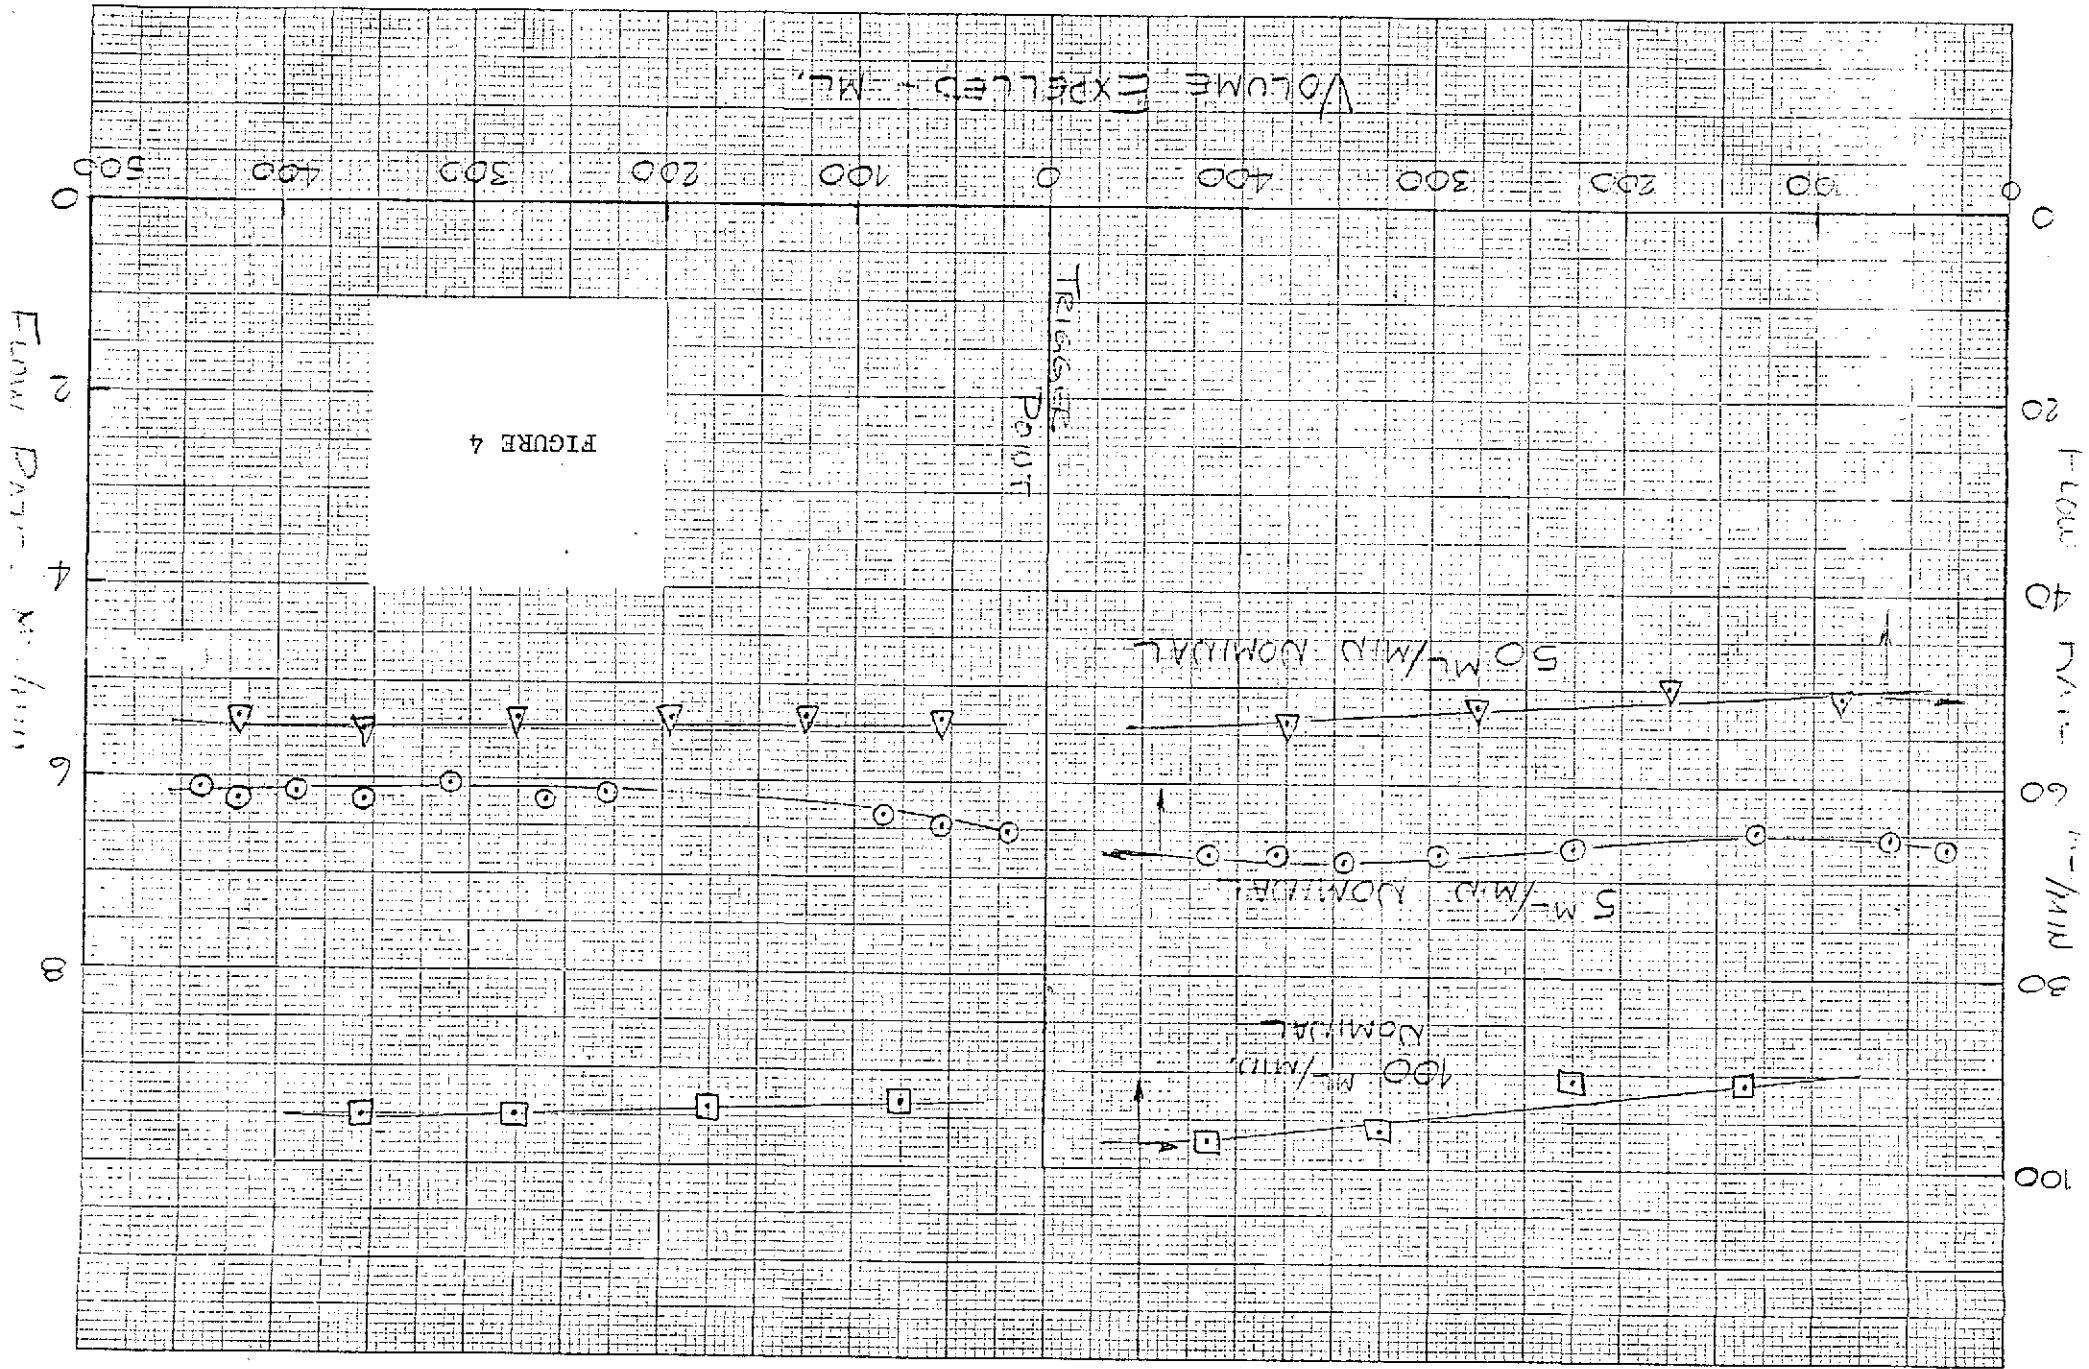 100
80
60
40
20
0
100 ML/MIN.
NOMINAL
5 ML/MIN NOMINAL
50 ML/MIN NOMINAL
TRIGGER
POINT
FIGURE 4
8
6
4
2
0
0 100 200 300 400 0 100 200 300 400 500
VOLUME EXPELLED - ML.
FLOW RATE
FLOW